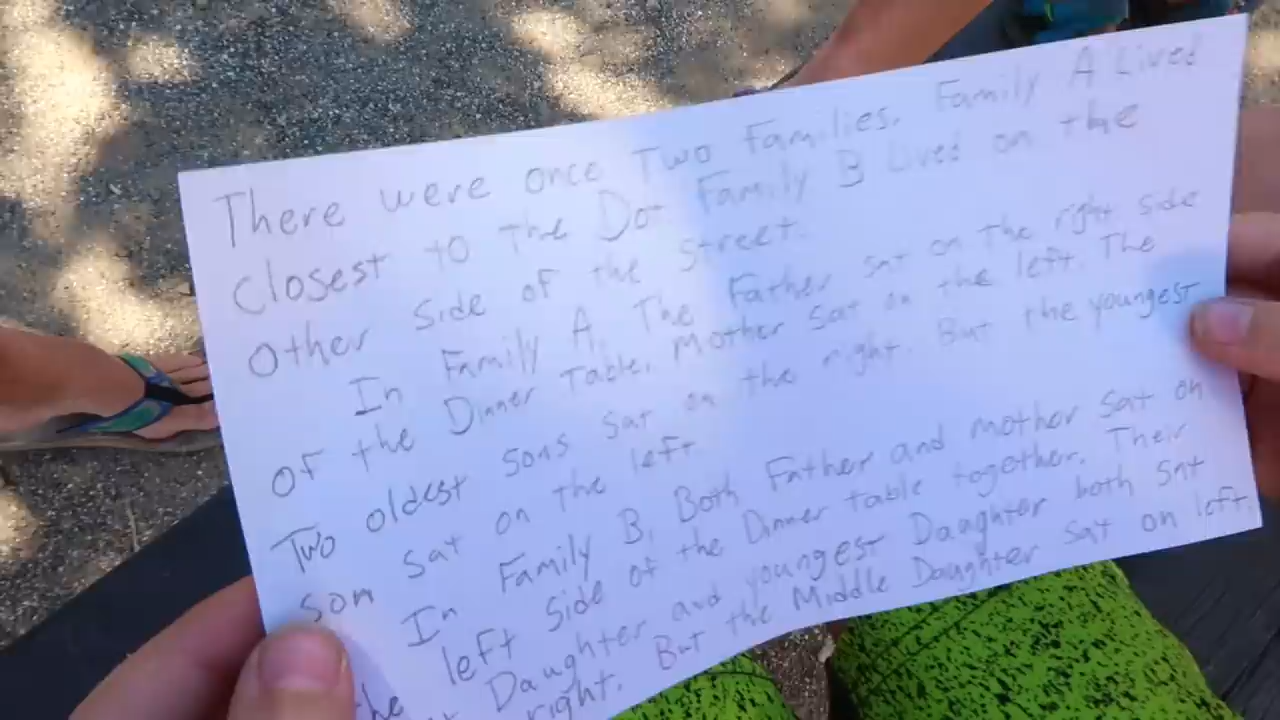 There were once Two Families. Family A Lived
closest to the Dot Family B Lived on the
other side of the street.
In Family A, The Father sat on the right side
of the Dinner Table, Mother sat on the left. The
Two oldest sons sat on the right. But the youngest
son sat on the left
In Family B, Both Father and mother sat on
left side of the Dinner table together. Their
Daughter and youngest Daughter both sat
the right. But the Middle Daughter sat on left.